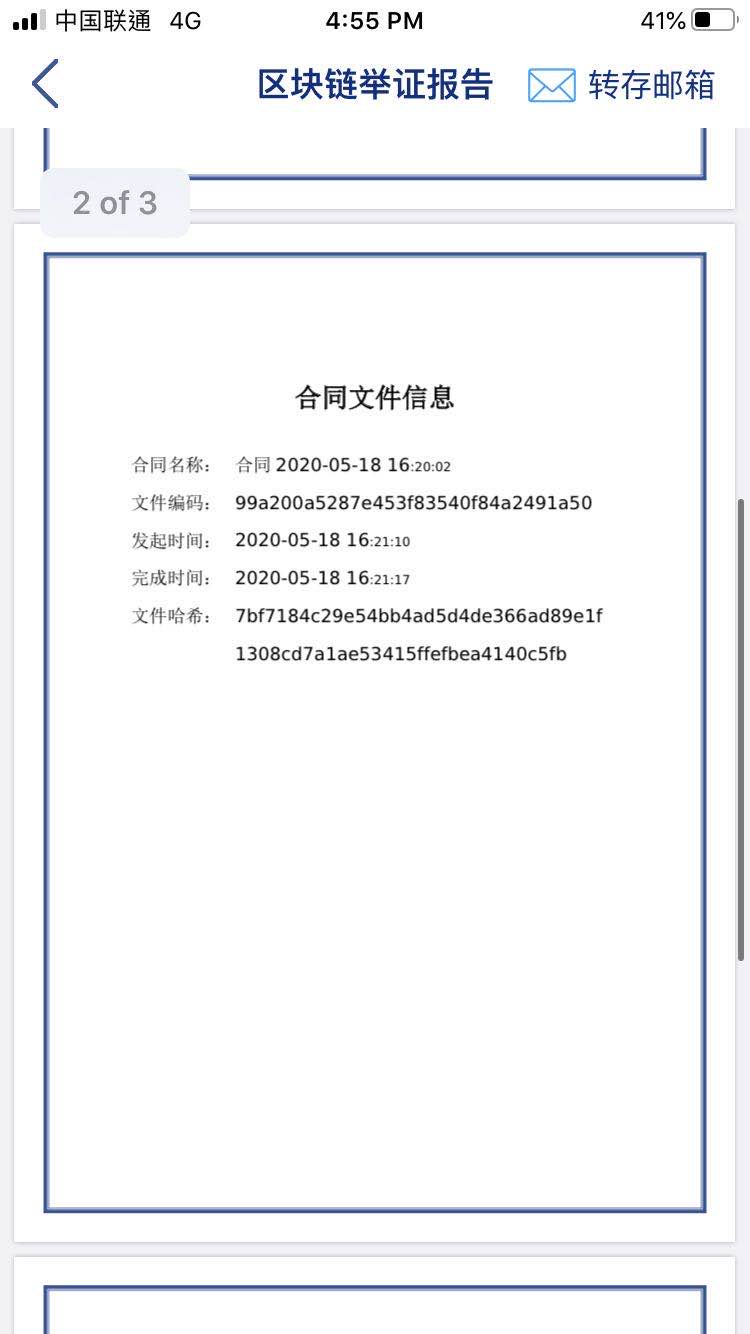 中国联通 4G 4:55 PM 41%
区块链举证报告 转存邮箱
2 of 3
合同文件信息
合同名称： 合同 2020-05-18 16:20:02
文件编码： 99a200a5287e453f83540f84a2491a50
发起时间： 2020-05-18 16:21:10
完成时间： 2020-05-18 16:21:17
文件哈希： 7bf7184c29e54bb4ad5d4de366ad89e1f
1308cd7a1ae53415ffefbea4140c5fb